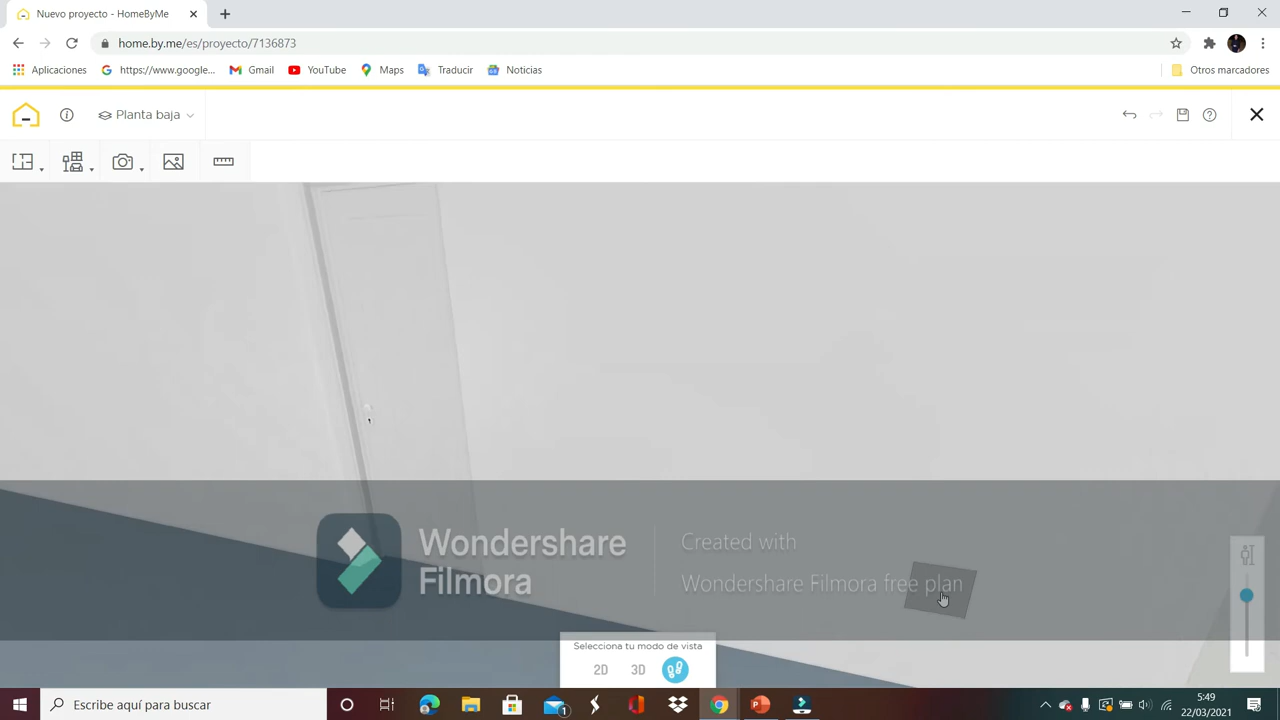 Nuevo proyecto - HomeByMe
home.by.me/es/proyecto/7136873
Aplicaciones
https://www.google...
Gmail
YouTube
Maps
Traducir
Noticias
Otros marcadores
Planta baja
Wondershare
Filmora
Created with
Wondershare Filmora free plan
Selecciona tu modo de vista
2D
3D
Escribe aquí para buscar
1
5:49
22/03/2021